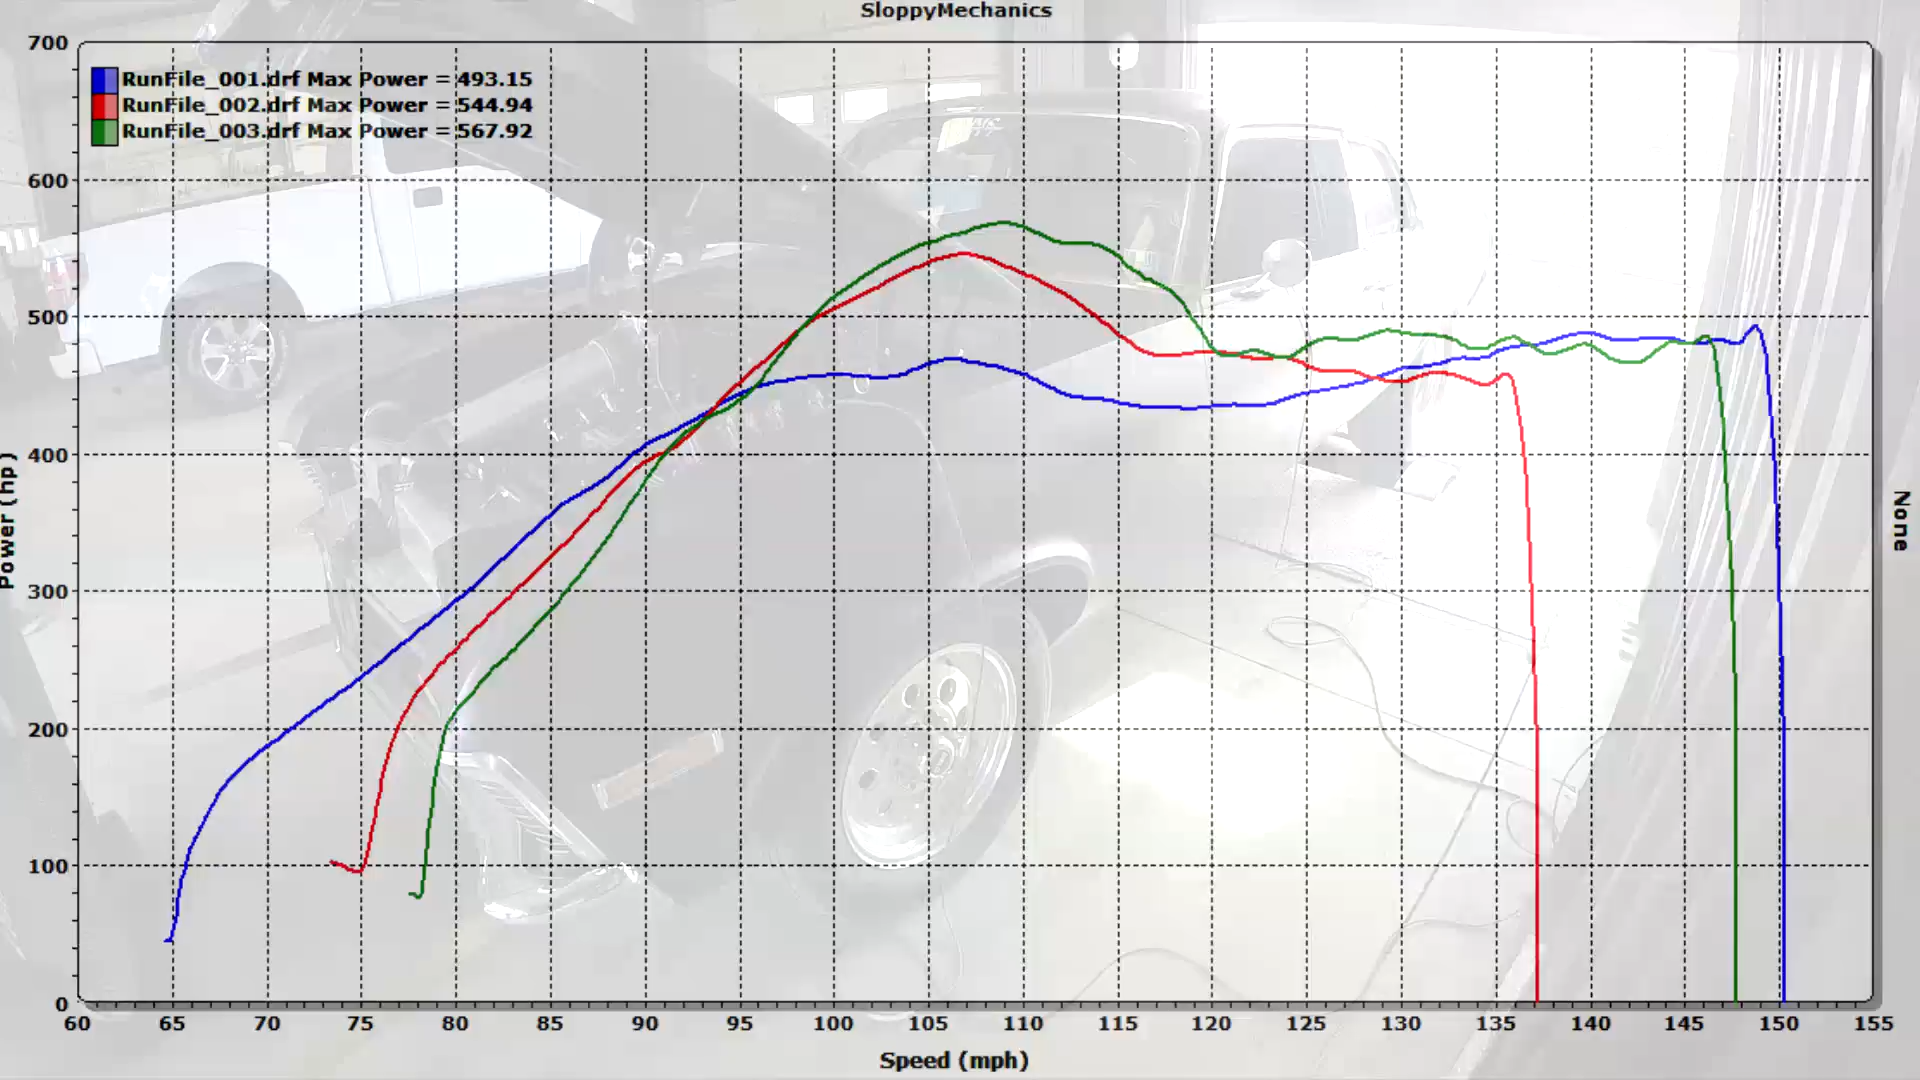 SloppyMechanics
700
RunFile_001.drf Max Power = 493.15
RunFile_002.drf Max Power = 544.94
RunFile_003.drf Max Power = 567.92
600
500
400
300
200
100
0
Power (hp)
None
60 65 70 75 80 85 90 95 100 105 110 115 120 125 130 135 140 145 150 155
Speed (mph)